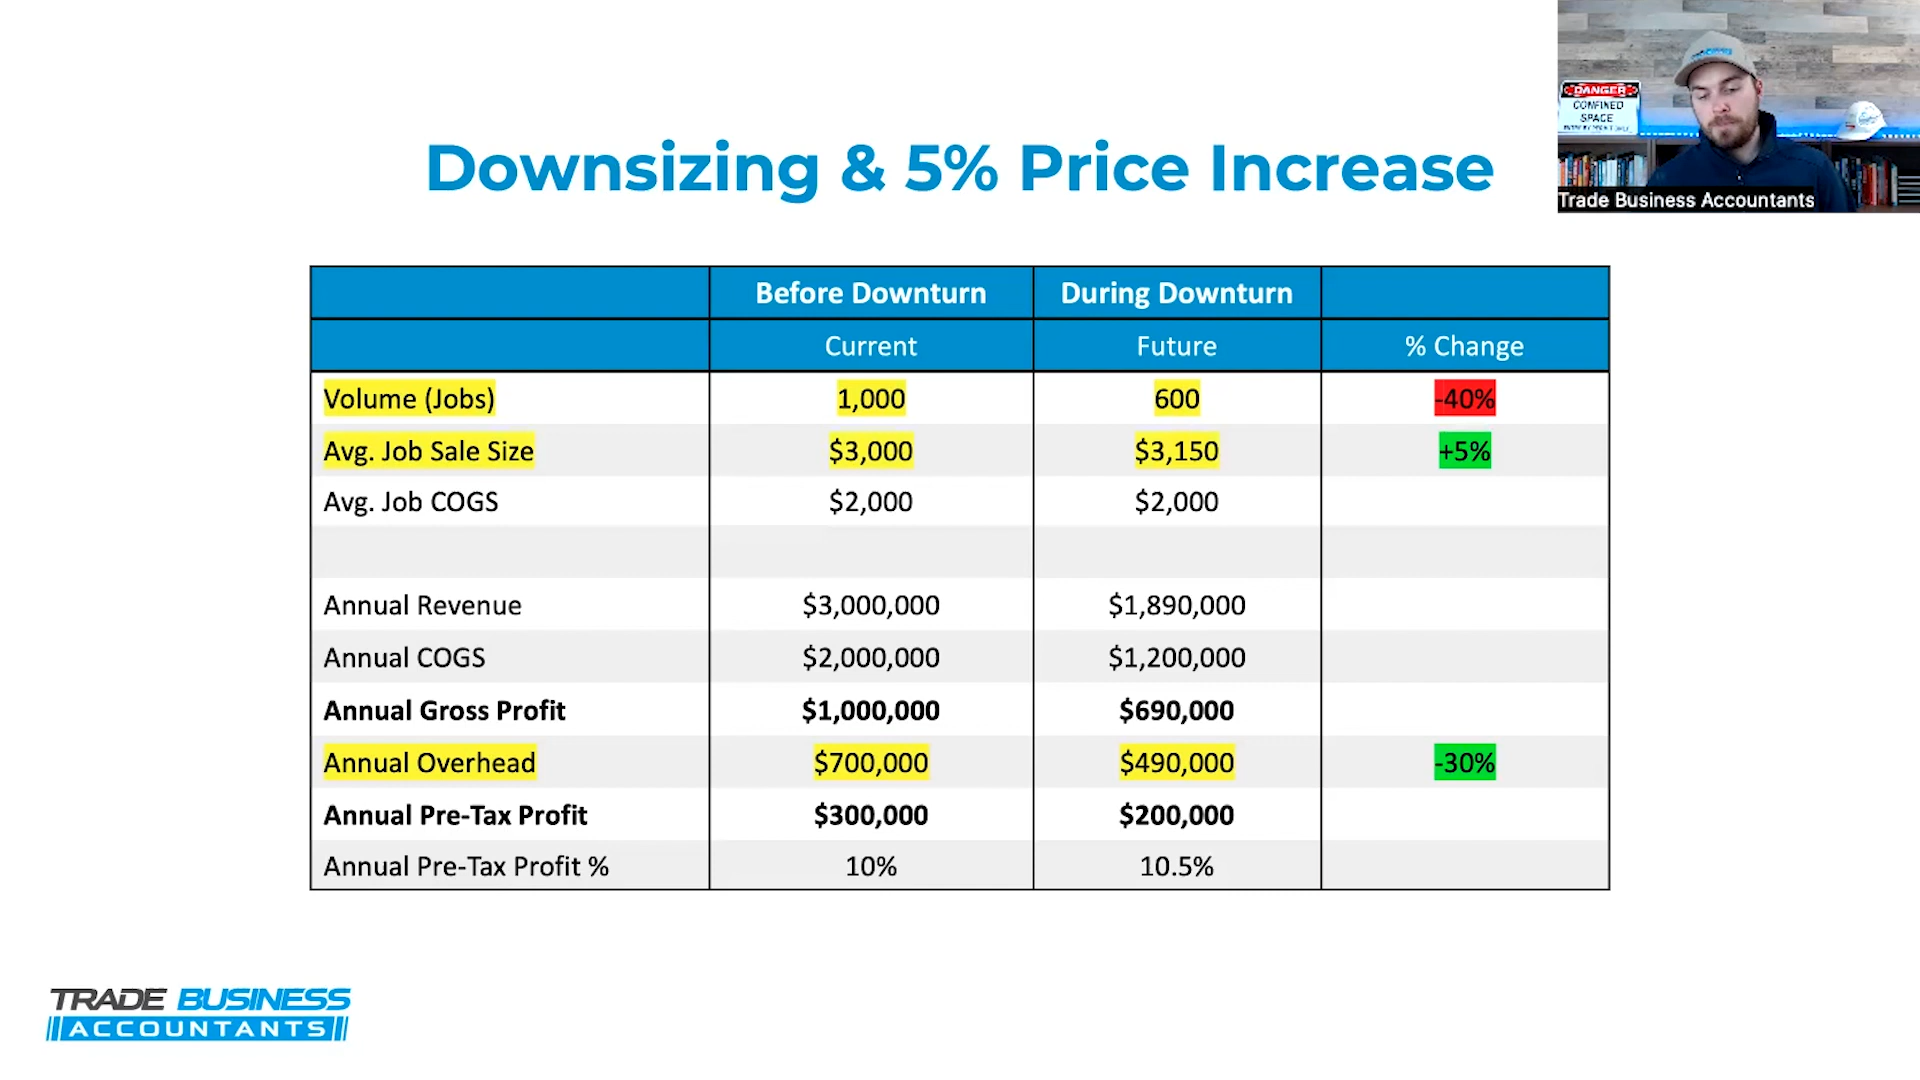 DANGER
CONFINED
SPACE
Trade Business Accountants
Downsizing & 5% Price Increase
Before Downturn During Downturn
Current Future % Change
Volume (Jobs) 1,000 600 -40%
Avg. Job Sale Size $3,000 $3,150 +5%
Avg. Job COGS $2,000 $2,000
Annual Revenue $3,000,000 $1,890,000
Annual COGS $2,000,000 $1,200,000
Annual Gross Profit $1,000,000 $690,000
Annual Overhead $700,000 $490,000 -30%
Annual Pre-Tax Profit $300,000 $200,000
Annual Pre-Tax Profit % 10% 10.5%
TRADE BUSINESS
ACCOUNTANTS